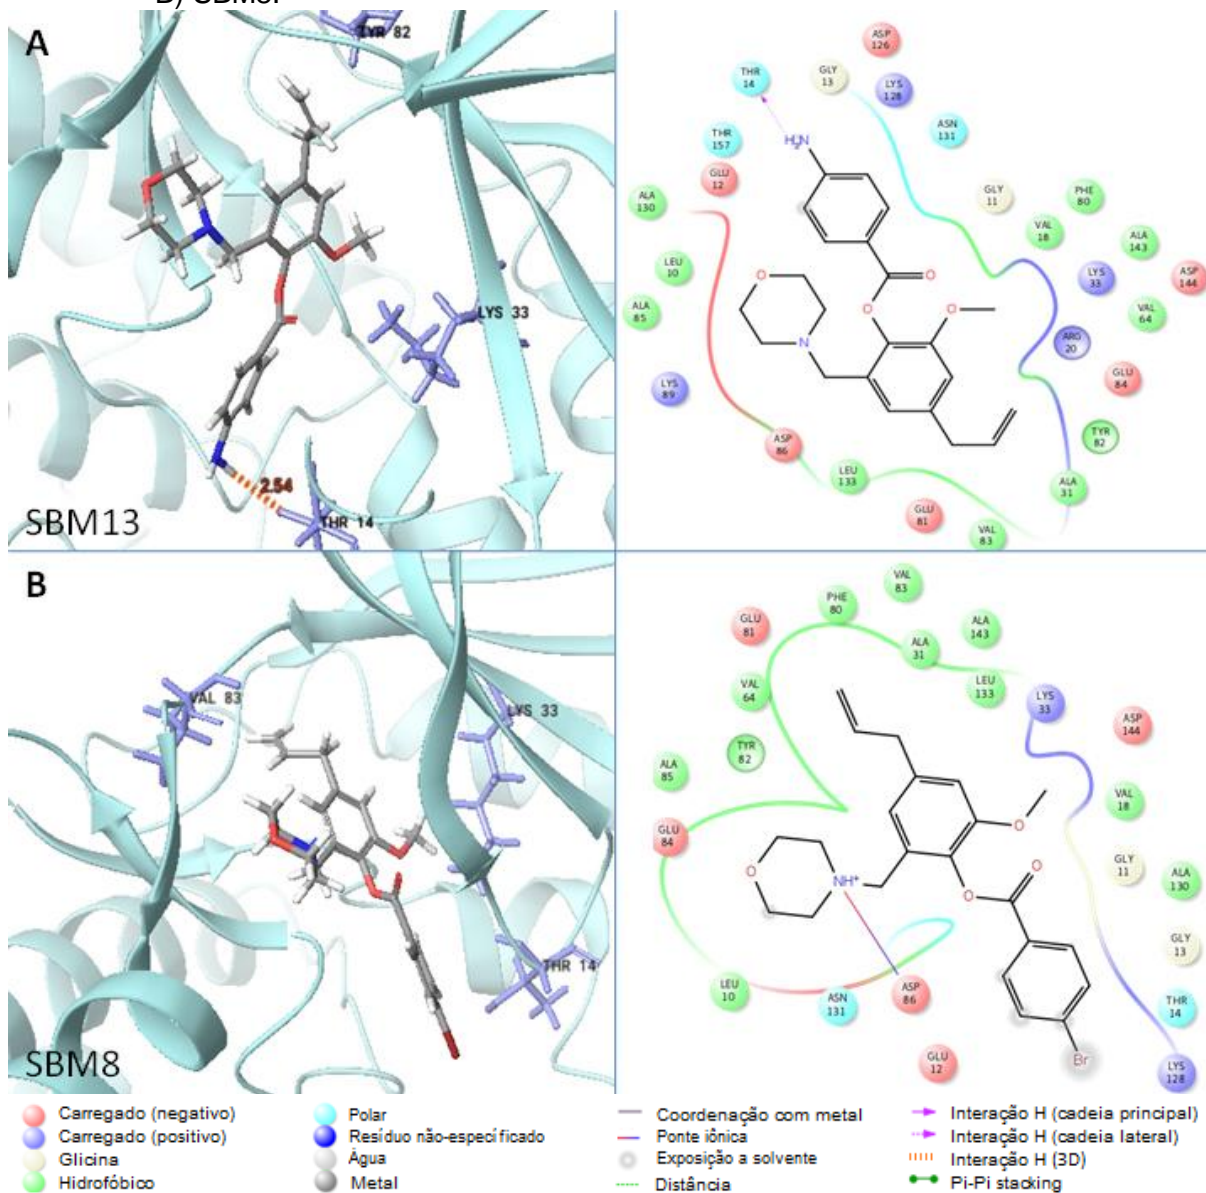 A
TYR 82
LYS 33
2.54
THR 14
SBM13
ASP
126
THR
14
GLY
13
LYS
128
H2N
ASN
131
THR
157
GLU
12
ALA
130
GLY
11
PHE
80
VAL
18
ALA
143
LEU
10
LYS
33
ASP
144
ALA
85
VAL
64
O
O
O
O
N
ARG
20
GLU
84
LYS
89
TYR
82
ASP
86
LEU
133
ALA
31
GLU
81
VAL
83
B
VAL 83
LYS 33
THR 14
SBM8
VAL
83
PHE
80
GLU
81
ALA
143
ALA
31
VAL
64
LEU
133
LYS
33
ASP
144
TYR
82
ALA
85
VAL
18
GLU
84
O
GLY
11
ALA
130
O
NH+
O
O
GLY
13
LEU
10
ASN
131
ASP
86
THR
14
GLU
12
Br
LYS
128
Carregado (negativo)
Carregado (positivo)
Glicina
Hidrofóbico
Polar
Resíduo não-específicado
Água
Metal
Coordenação com metal
Ponte iônica
Exposição a solvente
Distância
Interação H (cadeia principal)
Interação H (cadeia lateral)
Interação H (3D)
Pi-Pi stacking